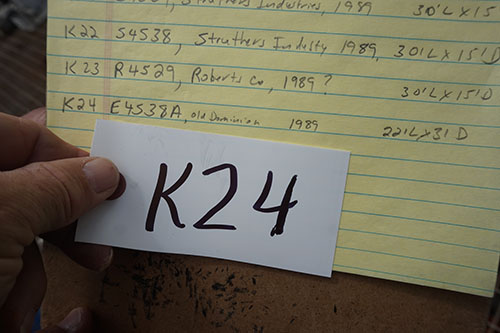 Struthers Industries, 1989 30'L X 15
K22 S4538, Struthers Industy 1989, 30'L X 15'D
K23 R4529, Roberts Co, 1989? 30'L X 15'D
K24 E4538A, old Dominion 1989 22'L X 31'D
K24